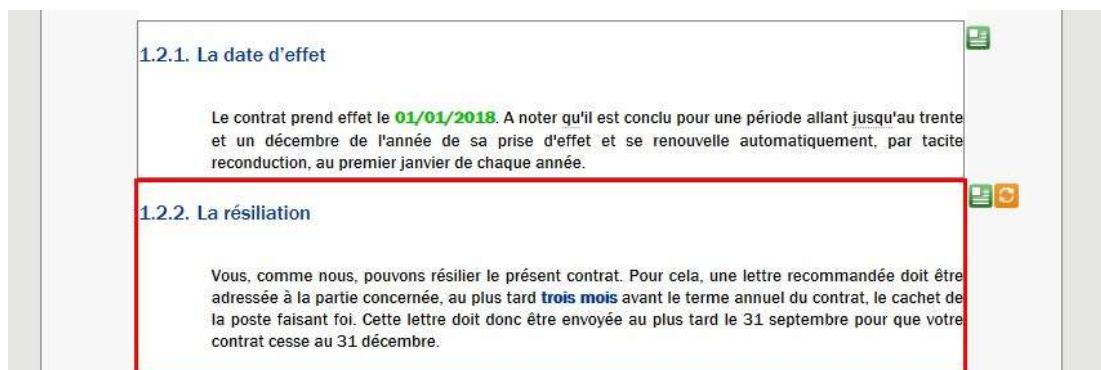 1.2.1. La date d'effet
Le contrat prend effet le 01/01/2018. A noter qu'il est conclu pour une période allant jusqu'au trente
et un décembre de l'année de sa prise d'effet et se renouvelle automatiquement, par tacite
reconduction, au premier janvier de chaque année.
1.2.2. La résiliation
Vous, comme nous, pouvons résilier le présent contrat. Pour cela, une lettre recommandée doit être
adressée à la partie concernée, au plus tard trois mois avant le terme annuel du contrat, le cachet de
la poste faisant foi. Cette lettre doit donc être envoyée au plus tard le 31 septembre pour que votre
contrat cesse au 31 décembre.